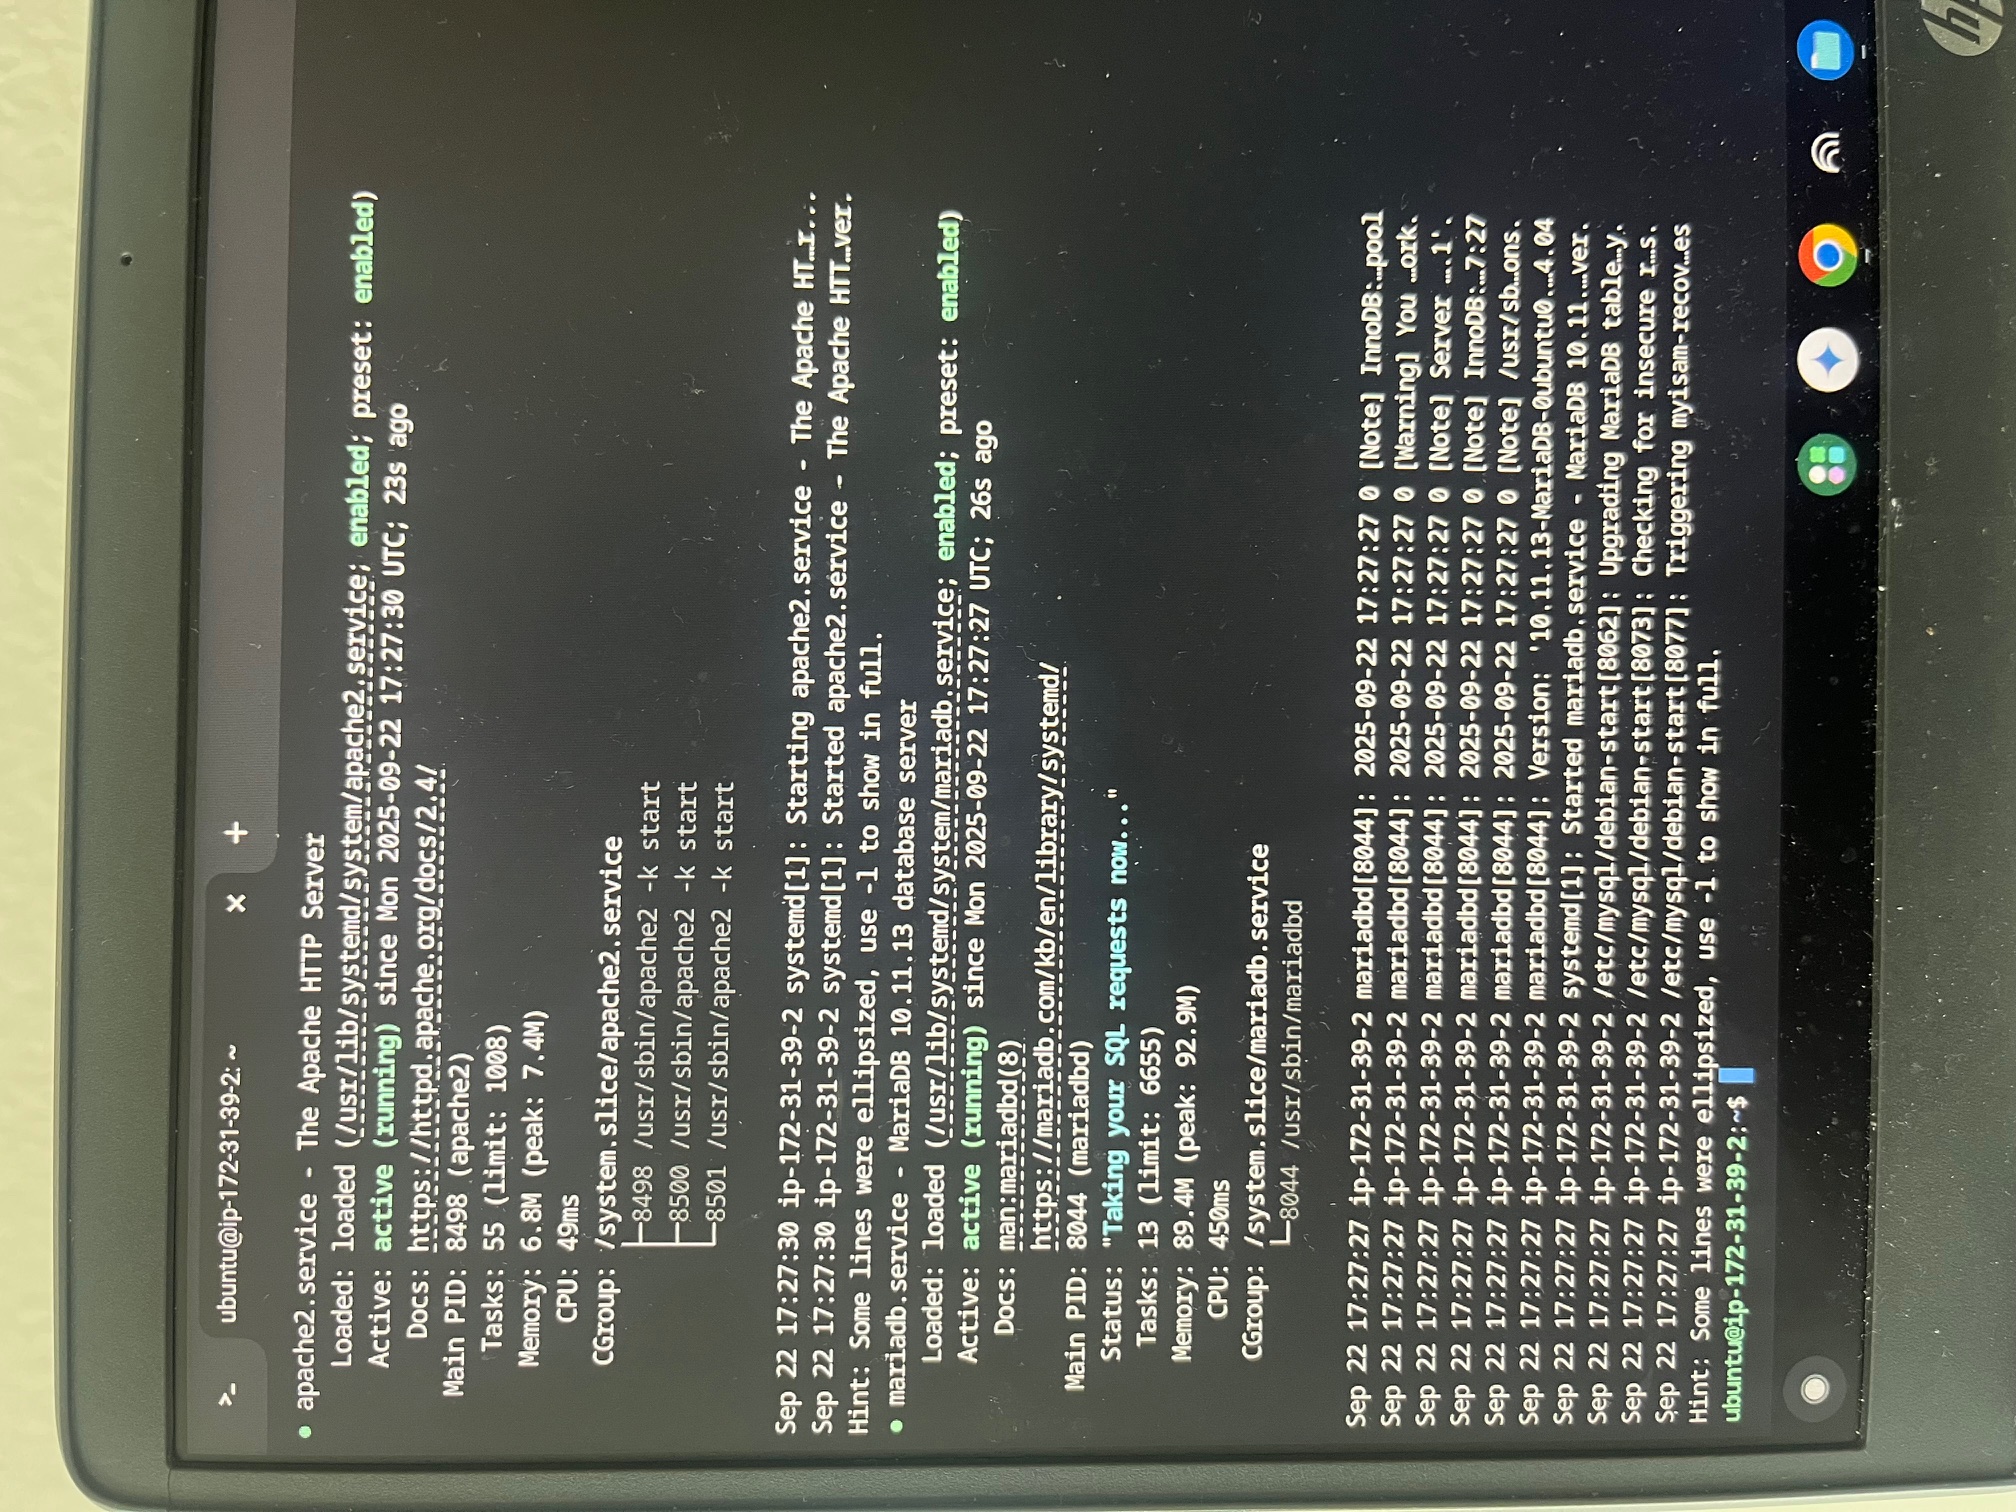 ubuntu@ip-172-31-39-2: ~
● apache2.service - The Apache HTTP Server
Loaded: loaded (/usr/lib/systemd/system/apache2.service; enabled; preset: enabled)
Active: active (running) since Mon 2025-09-22 17:27:30 UTC; 23s ago
Docs: https://httpd.apache.org/docs/2.4/
Main PID: 8498 (apache2)
Tasks: 55 (limit: 1008)
Memory: 6.8M (peak: 7.4M)
CPU: 49ms
CGroup: /system.slice/apache2.service
├─8498 /usr/sbin/apache2 -k start
├─8500 /usr/sbin/apache2 -k start
└─8501 /usr/sbin/apache2 -k start
Sep 22 17:27:30 ip-172-31-39-2 systemd[1]: Starting apache2.service - The Apache HT…r...
Sep 22 17:27:30 ip-172-31-39-2 systemd[1]: Started apache2.service - The Apache HTT…ver.
Hint: Some lines were ellipsized, use -l to show in full.
● mariadb.service - MariaDB 10.11.13 database server
Loaded: loaded (/usr/lib/systemd/system/mariadb.service; enabled; preset: enabled)
Active: active (running) since Mon 2025-09-22 17:27:27 UTC; 26s ago
Docs: man:mariadbd(8)
https://mariadb.com/kb/en/library/systemd/
Main PID: 8044 (mariadbd)
Status: "Taking your SQL requests now..."
Tasks: 13 (limit: 6655)
Memory: 89.4M (peak: 92.9M)
CPU: 450ms
CGroup: /system.slice/mariadb.service
└─8044 /usr/sbin/mariadbd
Sep 22 17:27:27 ip-172-31-39-2 mariadbd[8044]: 2025-09-22 17:27:27 0 [Note] InnoDB:…pool
Sep 22 17:27:27 ip-172-31-39-2 mariadbd[8044]: 2025-09-22 17:27:27 0 [Warning] You …ork.
Sep 22 17:27:27 ip-172-31-39-2 mariadbd[8044]: 2025-09-22 17:27:27 0 [Note] Server ….1'.
Sep 22 17:27:27 ip-172-31-39-2 mariadbd[8044]: 2025-09-22 17:27:27 0 [Note] InnoDB:…7:27
Sep 22 17:27:27 ip-172-31-39-2 mariadbd[8044]: 2025-09-22 17:27:27 0 [Note] /usr/sb…ons.
Sep 22 17:27:27 ip-172-31-39-2 mariadbd[8044]: Version: '10.11.13-MariaDB-0ubuntu0.…4.04
Sep 22 17:27:27 ip-172-31-39-2 systemd[1]: Started mariadb.service - MariaDB 10.11.…ver.
Sep 22 17:27:27 ip-172-31-39-2 /etc/mysql/debian-start[8062]: Upgrading MariaDB table…y.
Sep 22 17:27:27 ip-172-31-39-2 /etc/mysql/debian-start[8073]: Checking for insecure r…s.
Sep 22 17:27:27 ip-172-31-39-2 /etc/mysql/debian-start[8077]: Triggering myisam-recov…es
Hint: Some lines were ellipsized, use -l to show in full.
ubuntu@ip-172-31-39-2:~$
hp